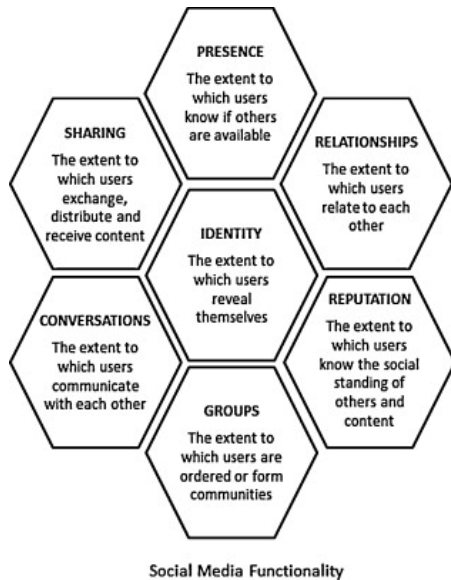 PRESENCE
The extent to
which users
know if others
are available
SHARING
The extent to
which users
exchange,
distribute and
receive content
RELATIONSHIPS
The extent to
which users
relate to each
other
IDENTITY
The extent to
which users
reveal
themselves
CONVERSATIONS
The extent to
which users
communicate
with each other
REPUTATION
The extent to
which users
know the social
standing of
others and
content
GROUPS
The extent to
which users are
ordered or form
communities
Social Media Functionality